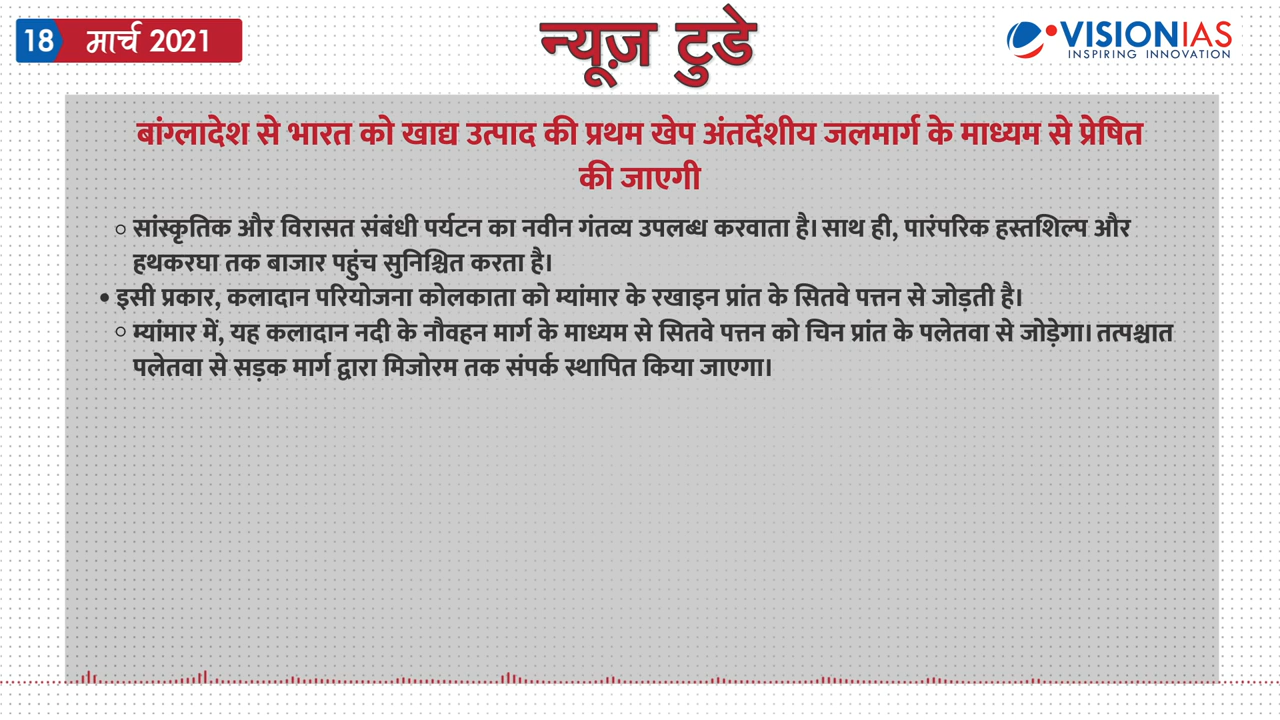 18 मार्च 2021
न्यूज़ टुडे
VISIONIAS
INSPIRING INNOVATION
बांग्लादेश से भारत को खाद्य उत्पाद की प्रथम खेप अंतर्देशीय जलमार्ग के माध्यम से प्रेषित
की जाएगी
○ सांस्कृतिक और विरासत संबंधी पर्यटन का नवीन गंतव्य उपलब्ध करवाता है। साथ ही, पारंपरिक हस्तशिल्प और
हथकरघा तक बाजार पहुंच सुनिश्चित करता है।
• इसी प्रकार, कलादान परियोजना कोलकाता को म्यांमार के रखाइन प्रांत के सितवे पत्तन से जोड़ती है।
○ म्यांमार में, यह कलादान नदी के नौवहन मार्ग के माध्यम से सितवे पत्तन को चिन प्रांत के पलेतवा से जोड़ेगा। तत्पश्चात
पलेतवा से सड़क मार्ग द्वारा मिजोरम तक संपर्क स्थापित किया जाएगा।